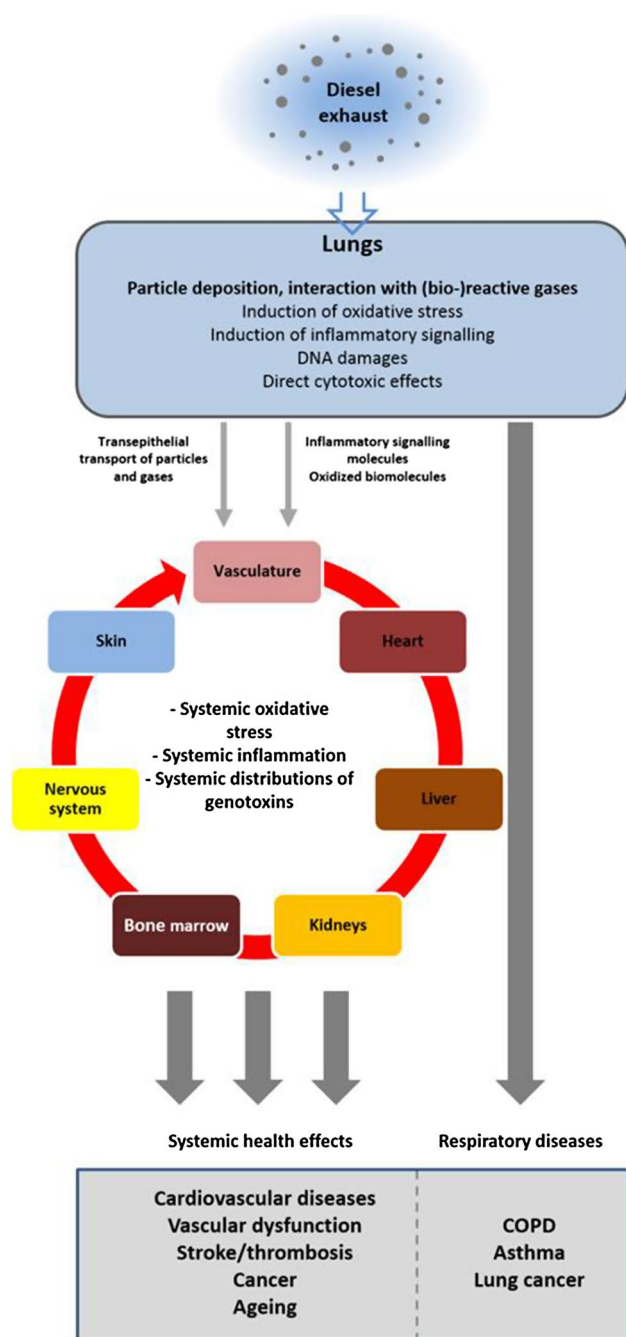 Diesel
exhaust
Lungs
Particle deposition, interaction with (bio-)reactive gases
Induction of oxidative stress
Induction of inflammatory signalling
DNA damages
Direct cytotoxic effects
Transepithelial
transport of particles
and gases
Inflammatory signalling
molecules
Oxidized biomolecules
Vasculature
Skin
Heart
- Systemic oxidative
stress
- Systemic inflammation
- Systemic distributions of
genotoxins
Nervous
system
Liver
Bone marrow
Kidneys
Systemic health effects
Respiratory diseases
Cardiovascular diseases
Vascular dysfunction
Stroke/thrombosis
Cancer
Ageing
COPD
Asthma
Lung cancer